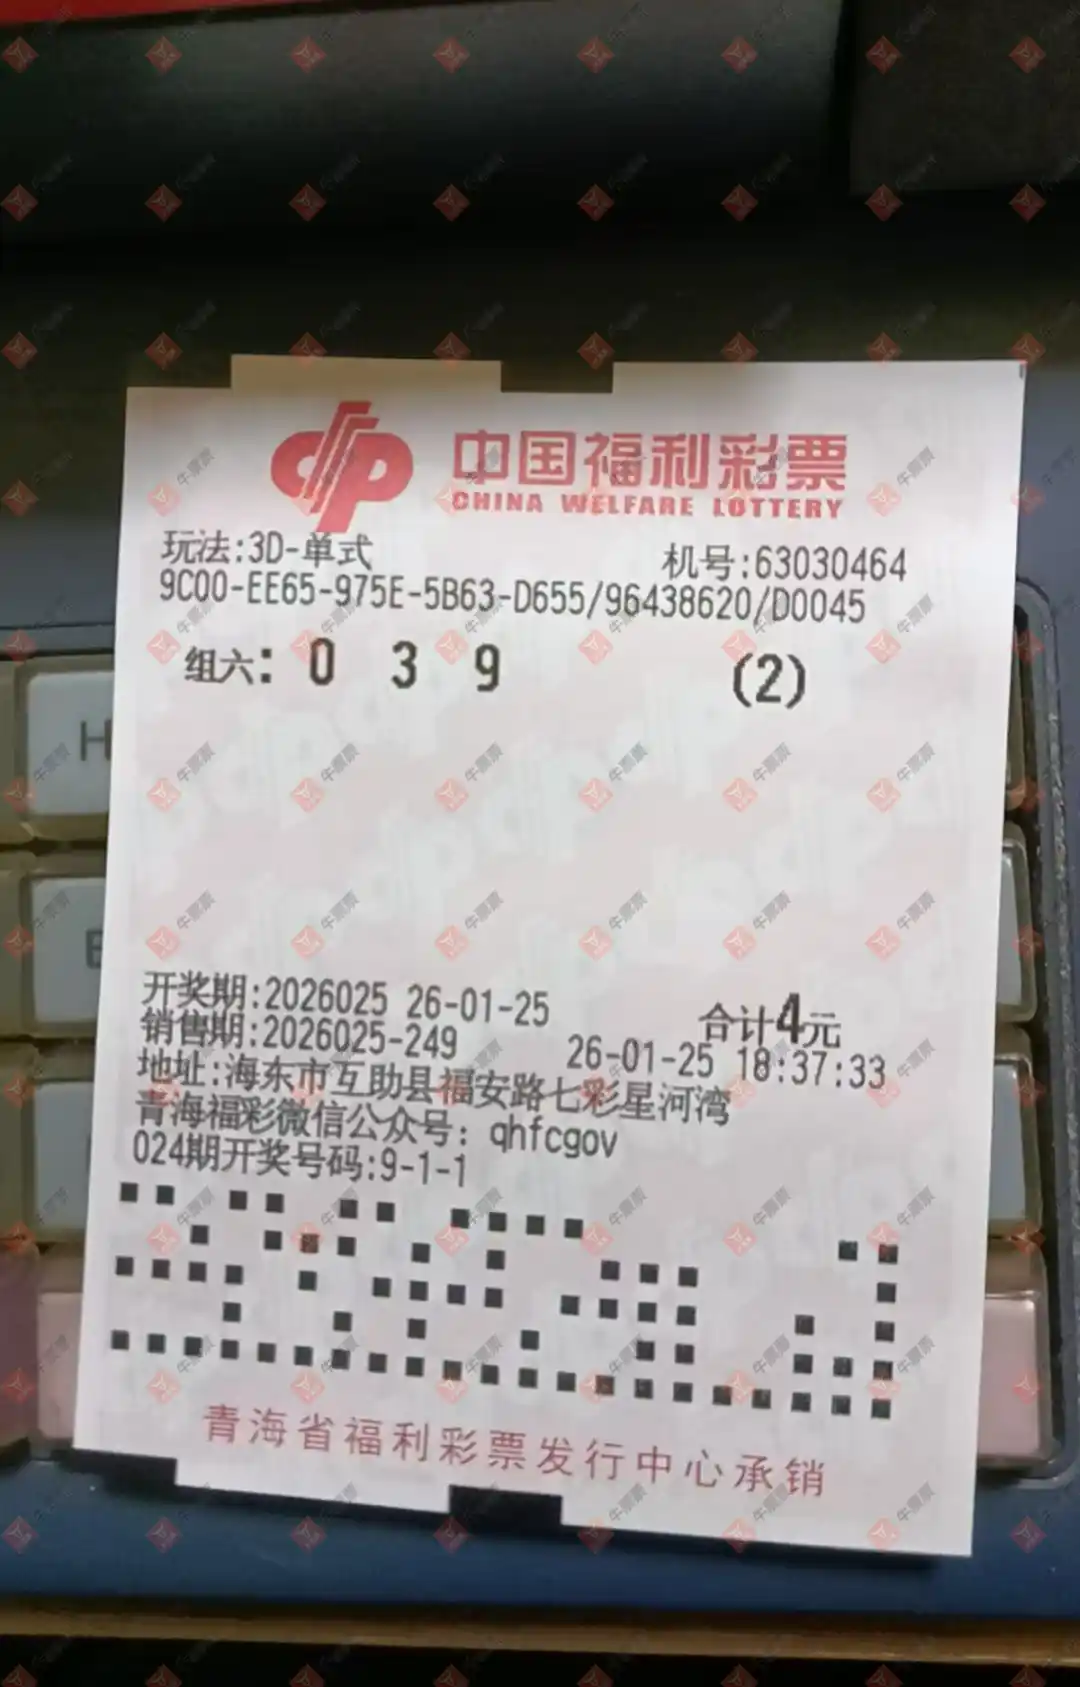 中国福利彩票
CHINA WELFARE LOTTERY
玩法:3D-单式 机号:63030464
9C00-EE65-975E-5B63-D655/96438620/D0045
组六: 0 3 9 (2)
开奖期:2026025 26-01-25 合计4元
销售期:2026025-249 26-01-25 18:37:33
地址:海东市互助县福安路七彩星河湾
青海福彩微信公众号: qhfcgov
024期开奖号码:9-1-1
青海省福利彩票发行中心承销
牛票票
H